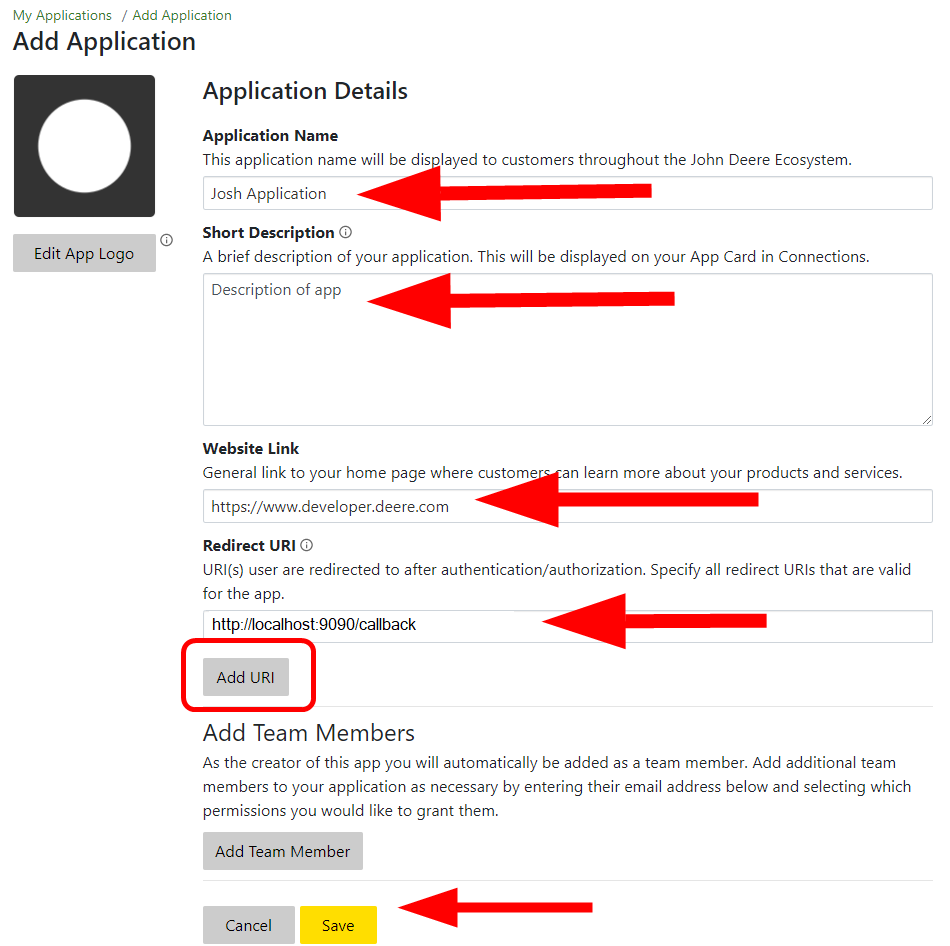 My Applications / Add Application
Add Application
Application Details
Application Name
This application name will be displayed to customers throughout the John Deere Ecosystem.
Josh Application
Edit App Logo
Short Description
A brief description of your application. This will be displayed on your App Card in Connections.
Description of app
Website Link
General link to your home page where customers can learn more about your products and services.
https://www.developer.deere.com
Redirect URI
URI(s) user are redirected to after authentication/authorization. Specify all redirect URIs that are valid
for the app.
http://localhost:9090/callback
Add URI
Add Team Members
As the creator of this app you will automatically be added as a team member. Add additional team
members to your application as necessary by entering their email address below and selecting which
permissions you would like to grant them.
Add Team Member
Cancel Save